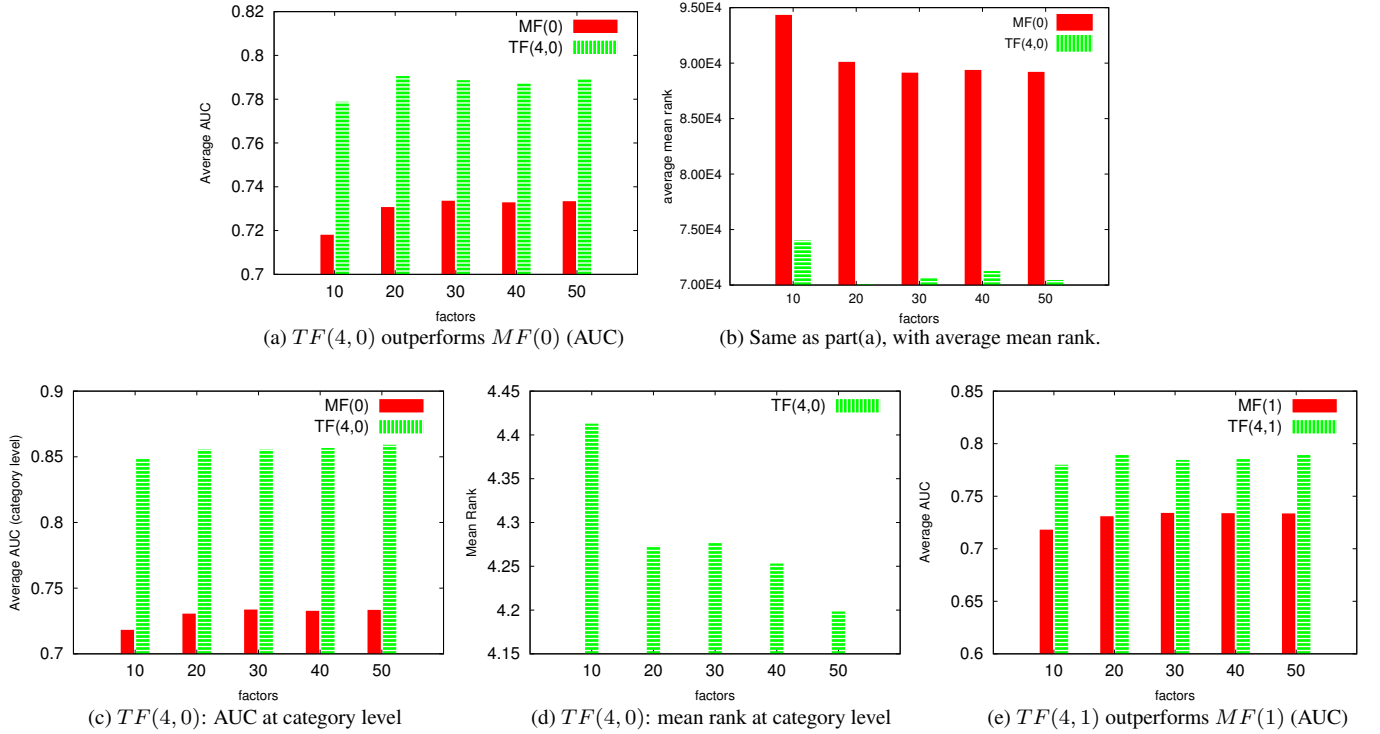 0.82
0.8
0.78
0.76
0.74
0.72
0.7
Average AUC
MF(0)
TF(4,0)
10 20 30 40 50
factors
(a) TF(4, 0) outperforms MF(0) (AUC)
9.50E4
9.00E4
8.50E4
8.00E4
7.50E4
7.00E4
average mean rank
MF(0)
TF(4,0)
10 20 30 40 50
factors
(b) Same as part(a), with average mean rank.
0.9
0.85
0.8
0.75
0.7
Average AUC (category level)
MF(0)
TF(4,0)
10 20 30 40 50
factors
(c) TF(4, 0): AUC at category level
4.45
4.4
4.35
4.3
4.25
4.2
4.15
Mean Rank
TF(4,0)
10 20 30 40 50
factors
(d) TF(4, 0): mean rank at category level
0.85
0.8
0.75
0.7
0.65
0.6
Average AUC
MF(1)
TF(4,1)
10 20 30 40 50
factors
(e) TF(4, 1) outperforms MF(1) (AUC)